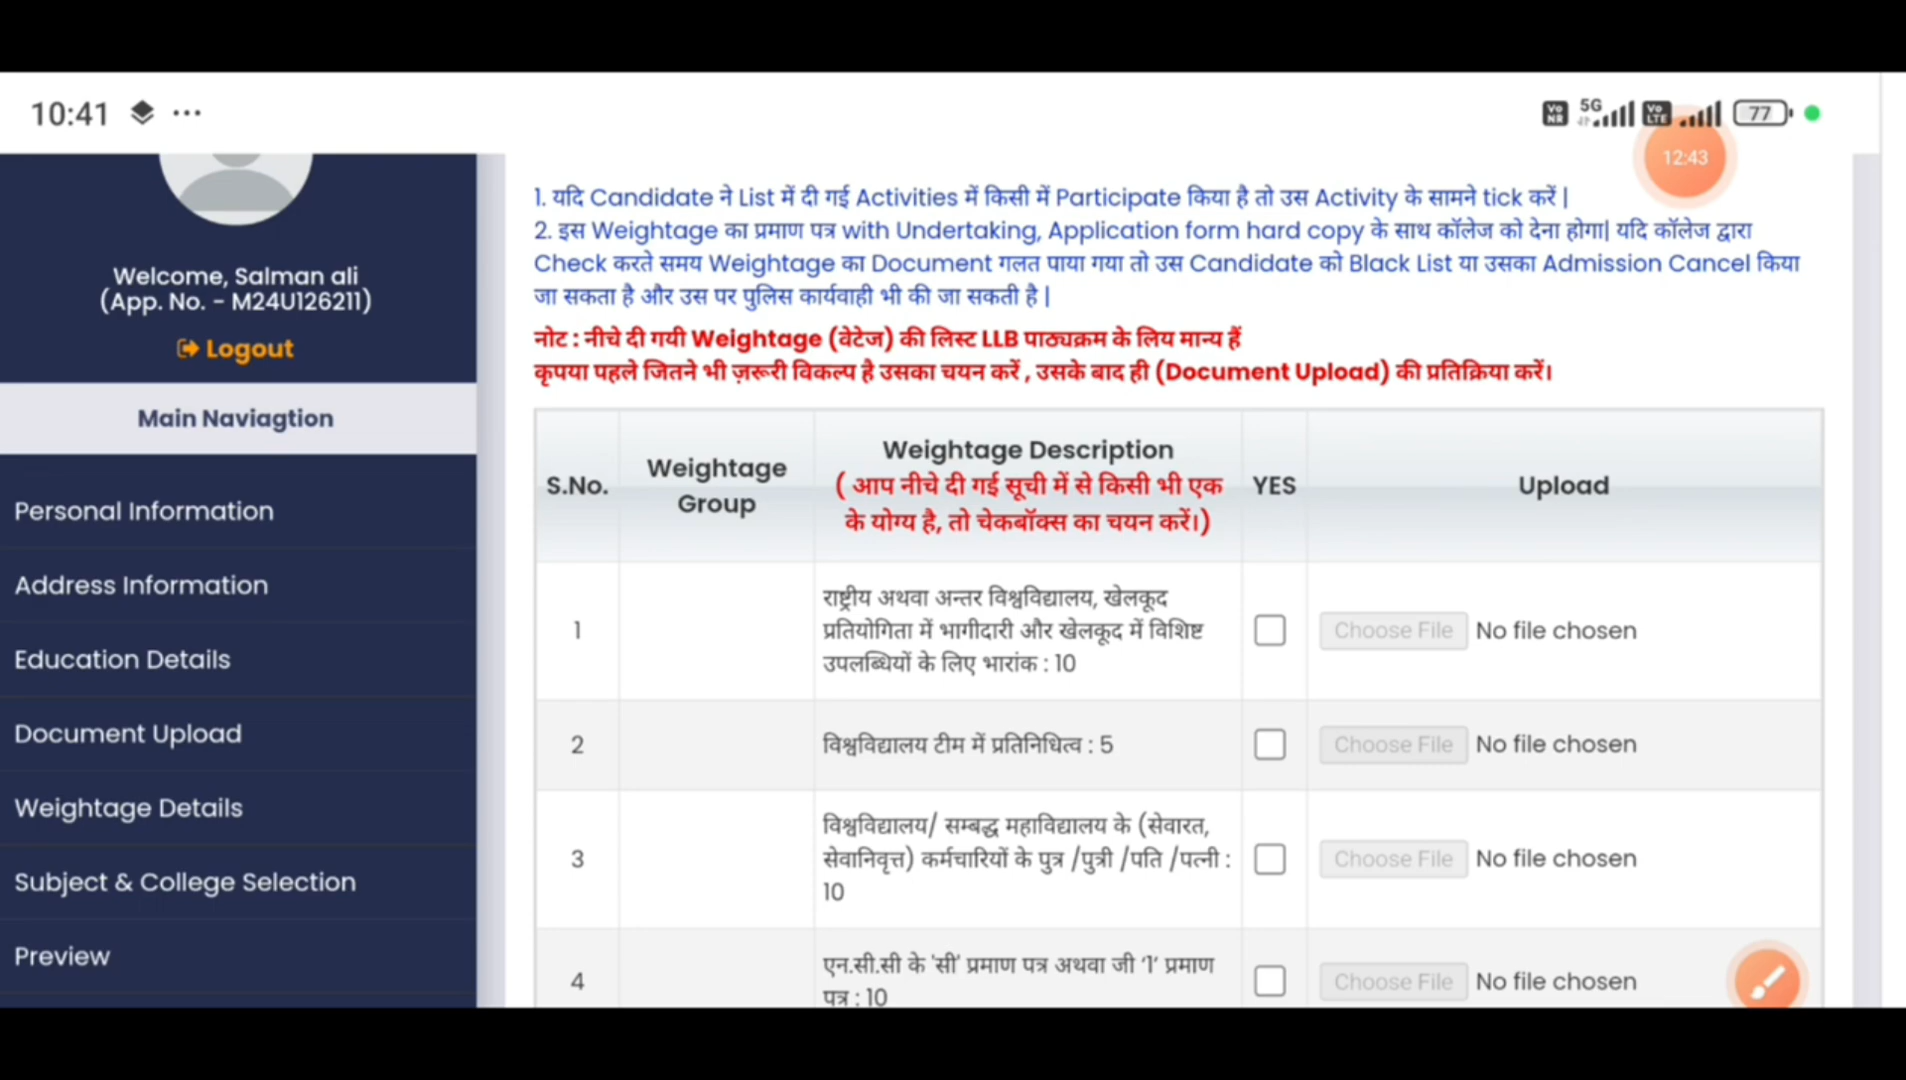 10:41
Vo NR 5G Vo LTE 77
12:43
Welcome, Salman ali
(App. No. - M24U126211)
Logout
Main Naviagtion
Personal Information
Address Information
Education Details
Document Upload
Weightage Details
Subject & College Selection
Preview
1. यदि Candidate ने List में दी गई Activities में किसी में Participate किया है तो उस Activity के सामने tick करें |
2. इस Weightage का प्रमाण पत्र with Undertaking, Application form hard copy के साथ कॉलेज को देना होगा| यदि कॉलेज द्वारा
Check करते समय Weightage का Document गलत पाया गया तो उस Candidate को Black List या उसका Admission Cancel किया
जा सकता है और उस पर पुलिस कार्यवाही भी की जा सकती है |
नोट : नीचे दी गयी Weightage (वेटेज) की लिस्ट LLB पाठ्यक्रम के लिय मान्य हैं
कृपया पहले जितने भी ज़रूरी विकल्प है उसका चयन करें , उसके बाद ही (Document Upload) की प्रतिक्रिया करें।
S.No.
Weightage
Group
Weightage Description
( आप नीचे दी गई सूची में से किसी भी एक
के योग्य है, तो चेकबॉक्स का चयन करें।)
YES
Upload
1
राष्ट्रीय अथवा अन्तर विश्वविद्यालय, खेलकूद
प्रतियोगिता में भागीदारी और खेलकूद में विशिष्ट
उपलब्धियों के लिए भारांक : 10
Choose File No file chosen
2
विश्वविद्यालय टीम में प्रतिनिधित्व : 5
Choose File No file chosen
3
विश्वविद्यालय/ सम्बद्ध महाविद्यालय के (सेवारत,
सेवानिवृत्त) कर्मचारियों के पुत्र /पुत्री /पति /पत्नी :
10
Choose File No file chosen
4
एन.सी.सी के 'सी' प्रमाण पत्र अथवा जी ‘1’ प्रमाण
पत्र : 10
Choose File No file chosen